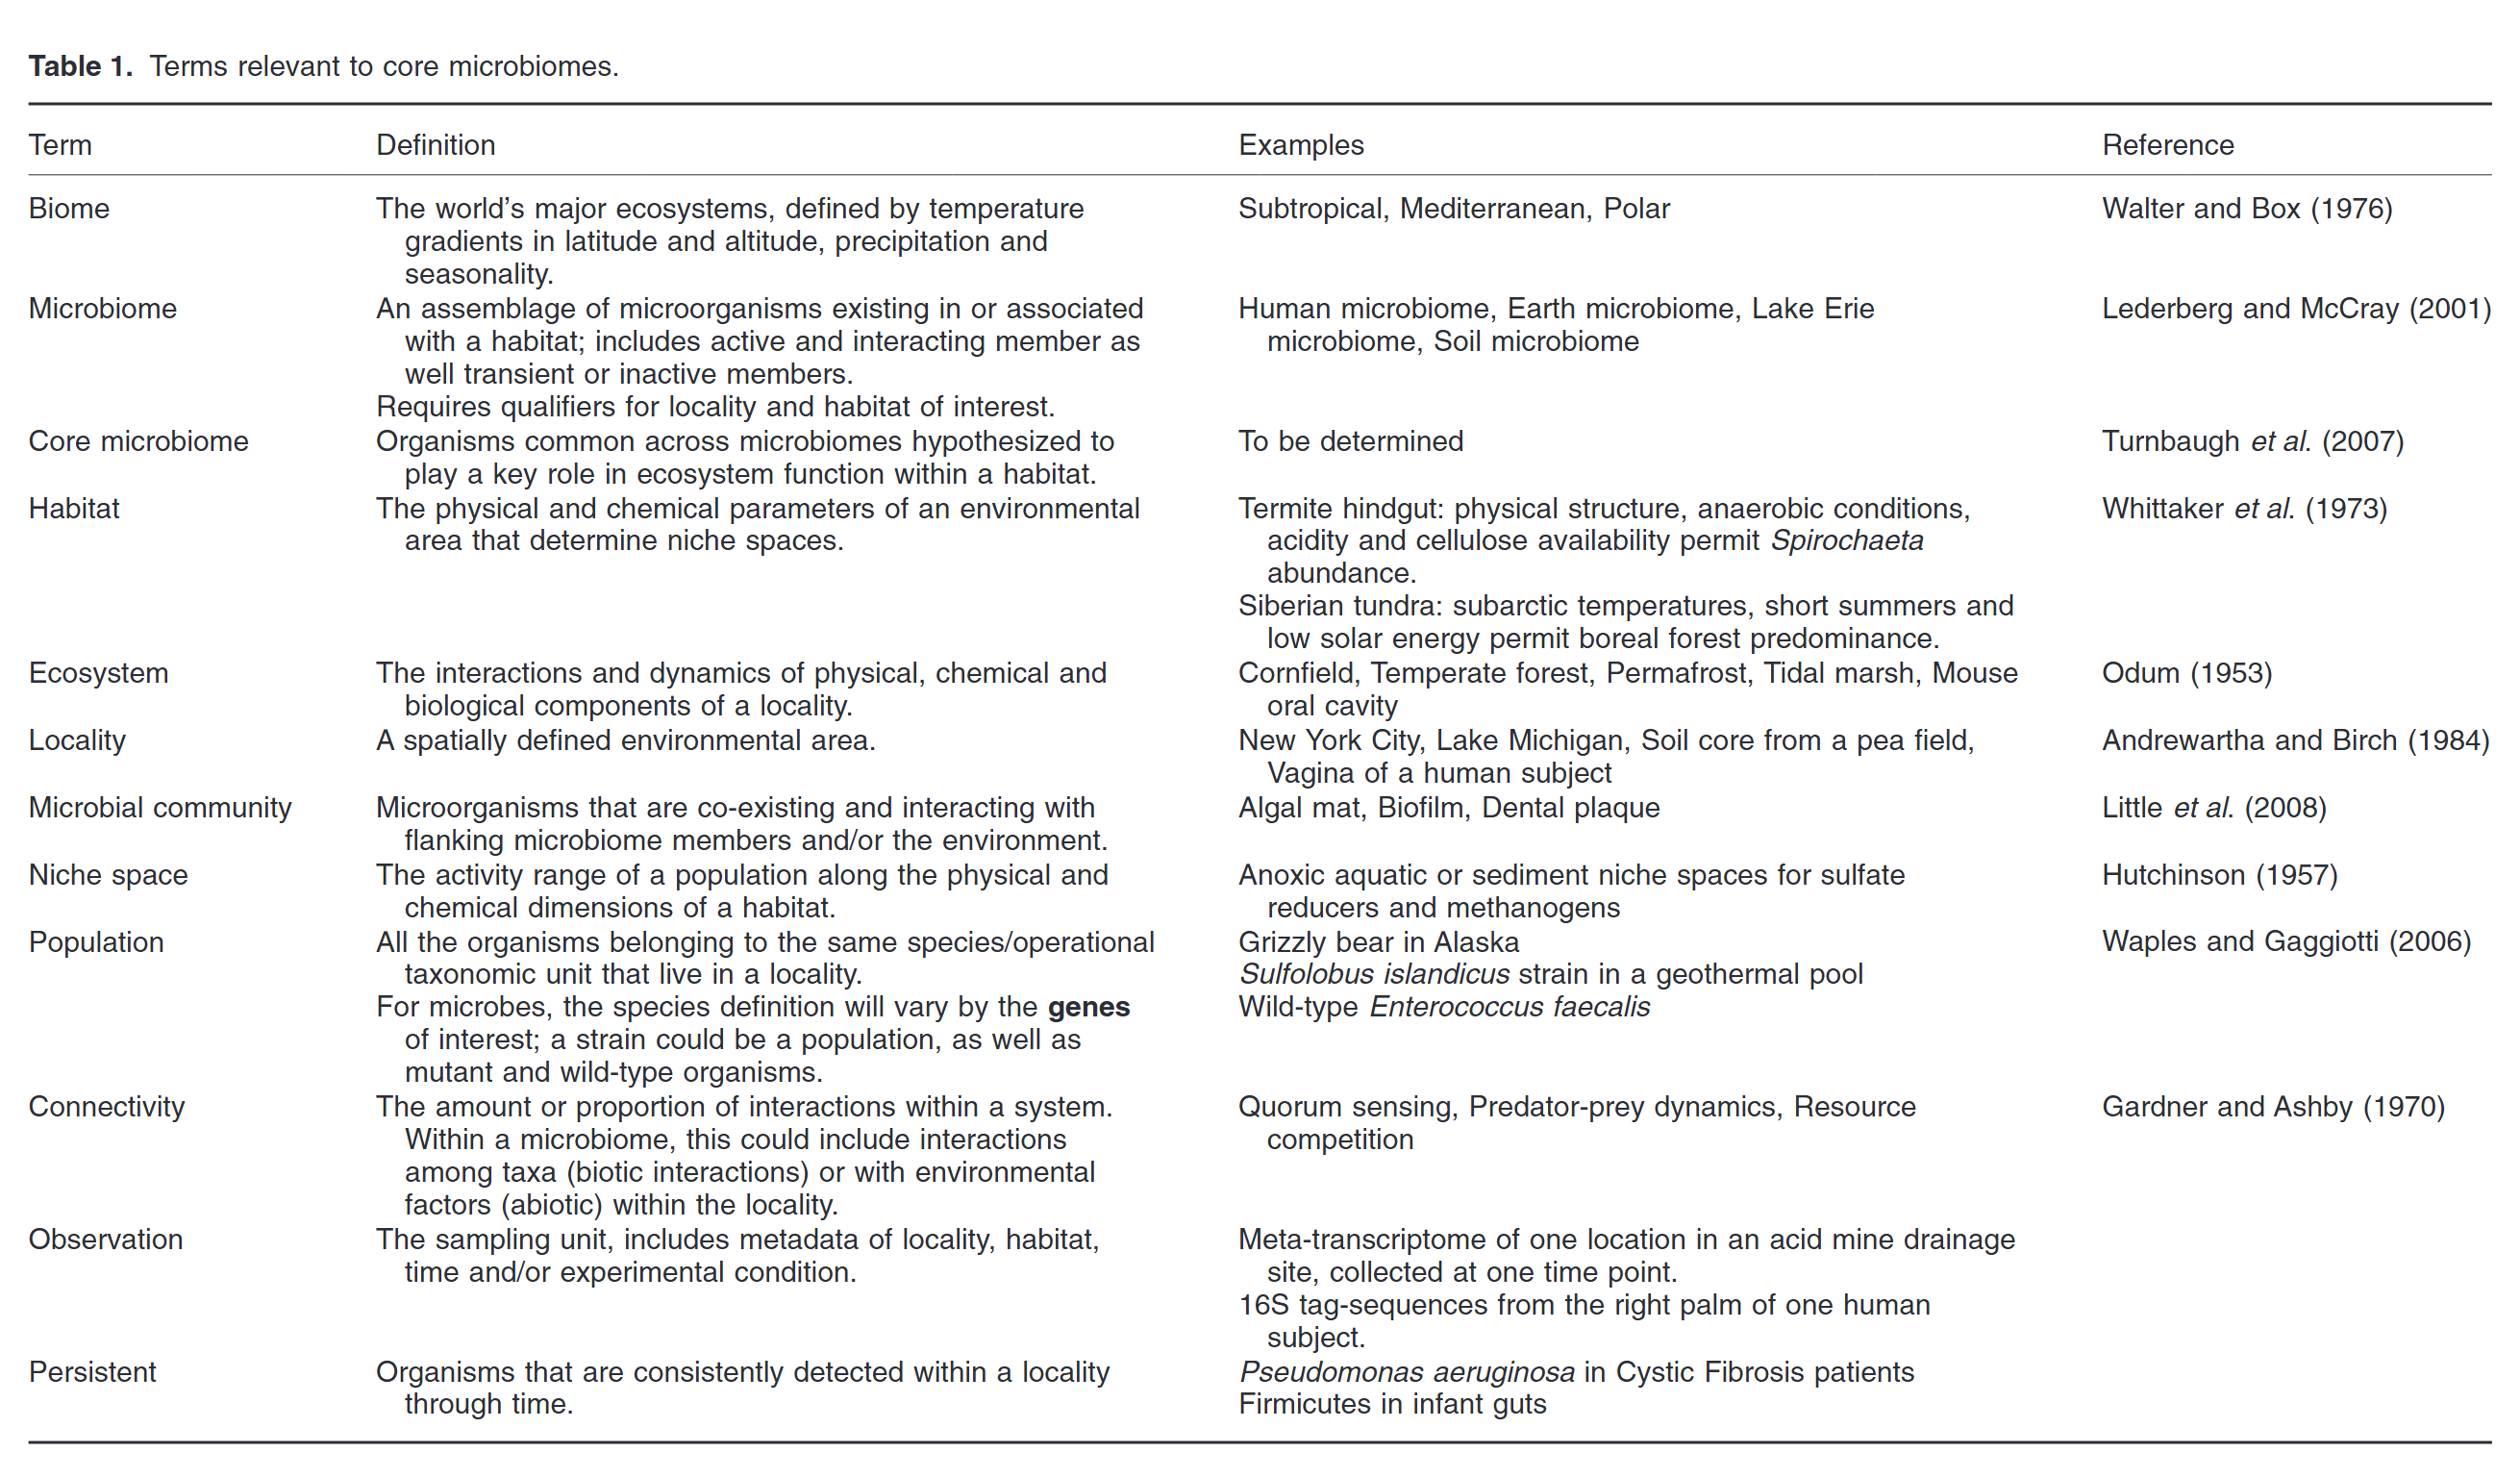 Table 1. Terms relevant to core microbiomes.
Term Definition Examples Reference
Biome The world’s major ecosystems, defined by temperature Subtropical, Mediterranean, Polar Walter and Box (1976)
gradients in latitude and altitude, precipitation and
seasonality.
Microbiome An assemblage of microorganisms existing in or associated Human microbiome, Earth microbiome, Lake Erie Lederberg and McCray (2001)
with a habitat; includes active and interacting member as microbiome, Soil microbiome
well transient or inactive members.
Requires qualifiers for locality and habitat of interest.
Core microbiome Organisms common across microbiomes hypothesized to To be determined Turnbaugh et al. (2007)
play a key role in ecosystem function within a habitat.
Habitat The physical and chemical parameters of an environmental Termite hindgut: physical structure, anaerobic conditions, Whittaker et al. (1973)
area that determine niche spaces. acidity and cellulose availability permit Spirochaeta
abundance.
Siberian tundra: subarctic temperatures, short summers and
low solar energy permit boreal forest predominance.
Ecosystem The interactions and dynamics of physical, chemical and Cornfield, Temperate forest, Permafrost, Tidal marsh, Mouse Odum (1953)
biological components of a locality. oral cavity
Locality A spatially defined environmental area. New York City, Lake Michigan, Soil core from a pea field, Andrewartha and Birch (1984)
Vagina of a human subject
Microbial community Microorganisms that are co-existing and interacting with Algal mat, Biofilm, Dental plaque Little et al. (2008)
flanking microbiome members and/or the environment.
Niche space The activity range of a population along the physical and Anoxic aquatic or sediment niche spaces for sulfate Hutchinson (1957)
chemical dimensions of a habitat. reducers and methanogens
Population All the organisms belonging to the same species/operational Grizzly bear in Alaska Waples and Gaggiotti (2006)
taxonomic unit that live in a locality. Sulfolobus islandicus strain in a geothermal pool
For microbes, the species definition will vary by the genes Wild-type Enterococcus faecalis
of interest; a strain could be a population, as well as
mutant and wild-type organisms.
Connectivity The amount or proportion of interactions within a system. Quorum sensing, Predator-prey dynamics, Resource Gardner and Ashby (1970)
Within a microbiome, this could include interactions competition
among taxa (biotic interactions) or with environmental
factors (abiotic) within the locality.
Observation The sampling unit, includes metadata of locality, habitat, Meta-transcriptome of one location in an acid mine drainage
time and/or experimental condition. site, collected at one time point.
16S tag-sequences from the right palm of one human
subject.
Persistent Organisms that are consistently detected within a locality Pseudomonas aeruginosa in Cystic Fibrosis patients
through time. Firmicutes in infant guts